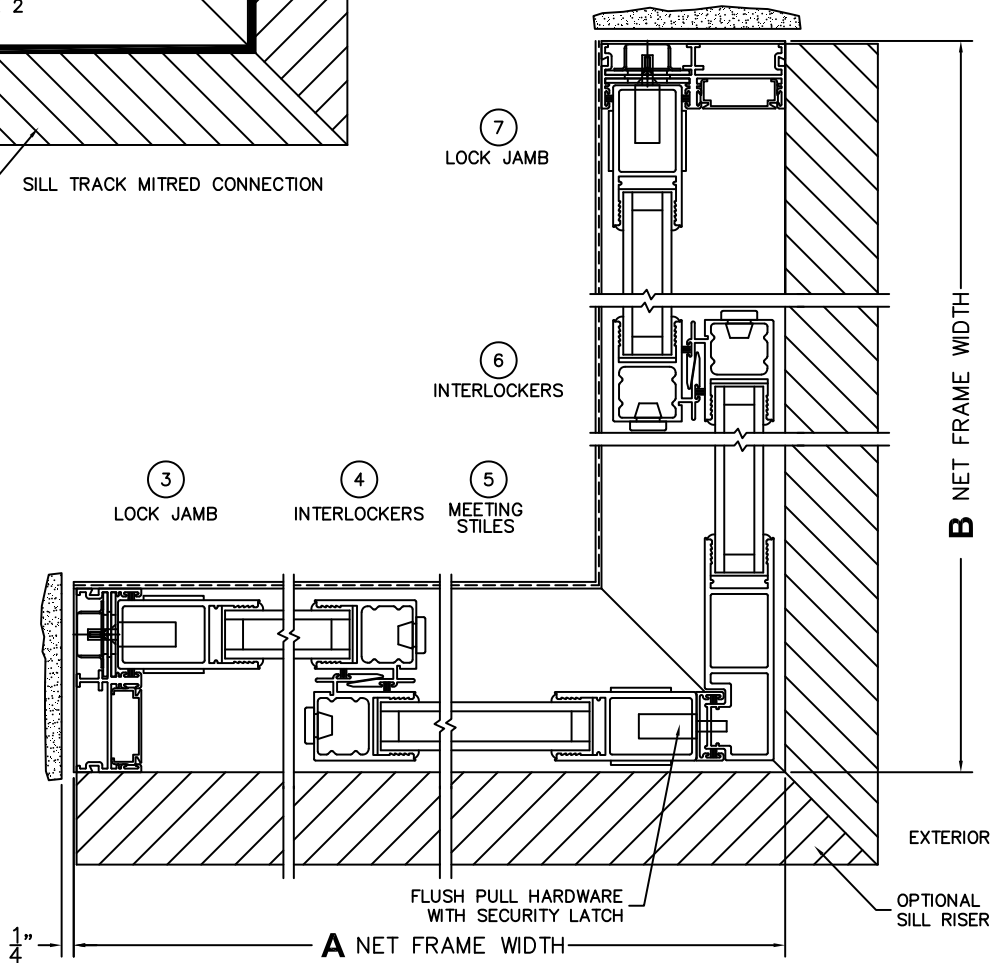 2
SILL TRACK MITRED CONNECTION
7
LOCK JAMB
6
INTERLOCKERS
3
LOCK JAMB
4
INTERLOCKERS
5
MEETING
STILES
B NET FRAME WIDTH
EXTERIOR
FLUSH PULL HARDWARE
WITH SECURITY LATCH
OPTIONAL
SILL RISER
1/4"
A NET FRAME WIDTH